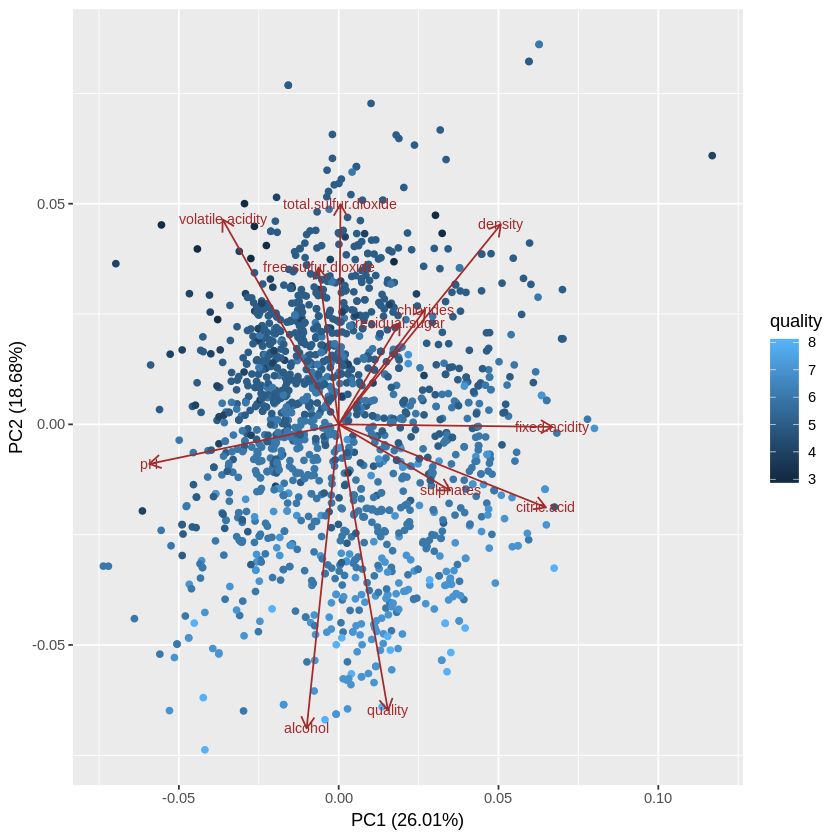 total.sulfur.dioxide
volatile.acidity
density
free.sulfur.dioxide
chlorides
residual.sugar
fixed.acidity
pH
sulphates
citric.acid
quality
alcohol
0.05
0.00
-0.05
PC2 (18.68%)
-0.05
0.00
0.05
0.10
PC1 (26.01%)
quality
8
7
6
5
4
3